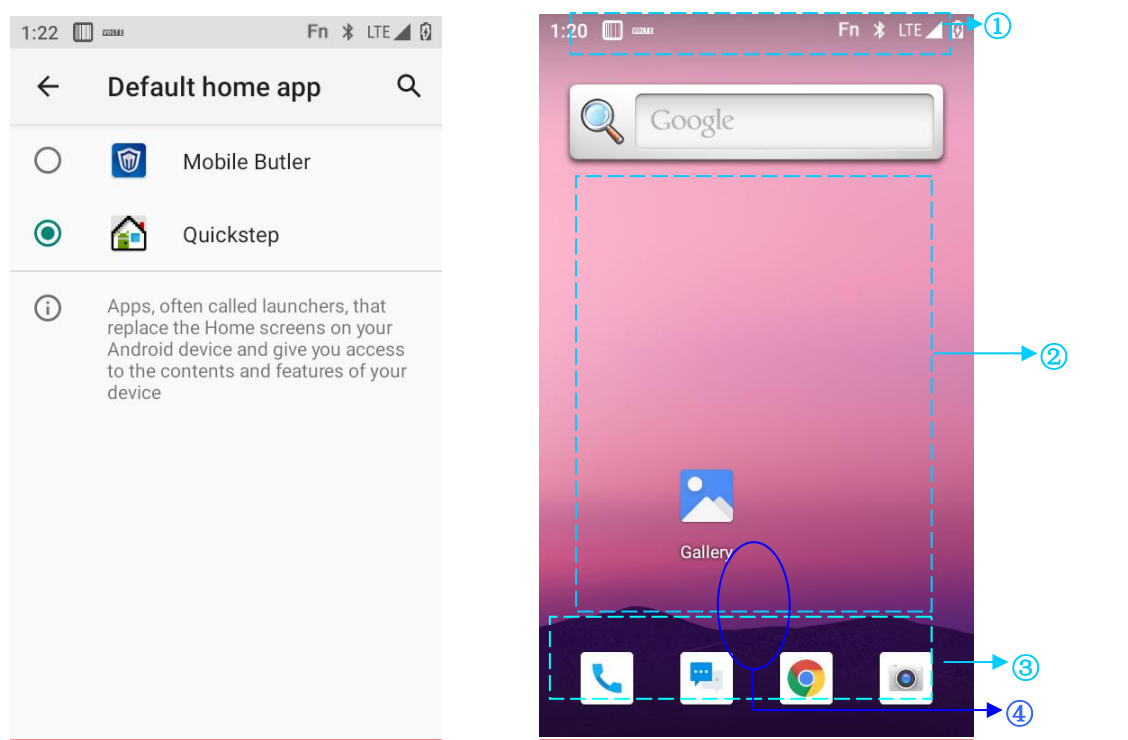 1:22 VOLTE Fn LTE
Default home app
Mobile Butler
Quickstep
Apps, often called launchers, that
replace the Home screens on your
Android device and give you access
to the contents and features of your
device
1:20 VOLTE Fn LTE
①
Google
②
Gallery
③
④